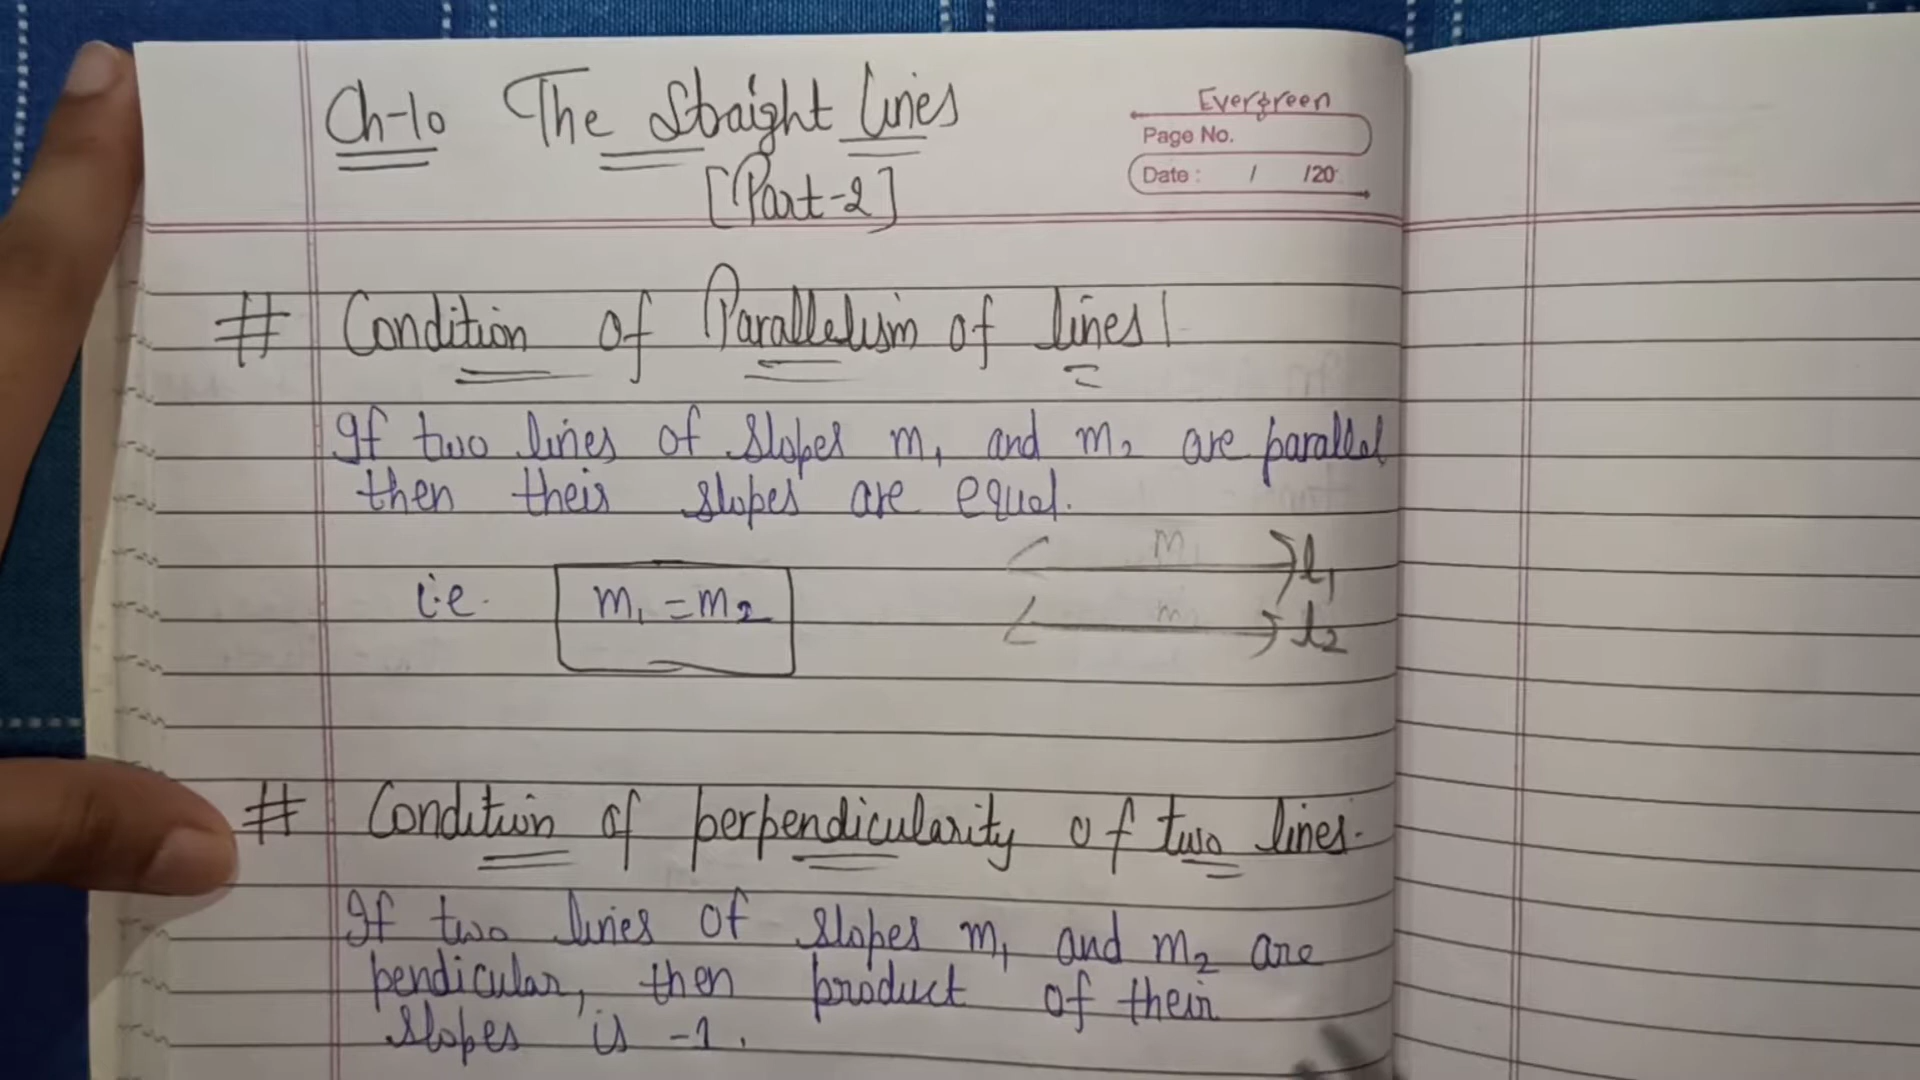 Ch-10 The Straight lines
[Part-2]
Evergreen
Page No.
Date : / /20
# Condition of Parallelism of lines
If two lines of slopes m₁ and m₂ are parallel
then their slopes are equal.
i.e. m₁ = m₂
m₁ l₁
m₂ l₂
# Condition of perpendicularity of two lines.
If two lines of slopes m₁ and m₂ are
pendicular, then product of their
slopes is -1.